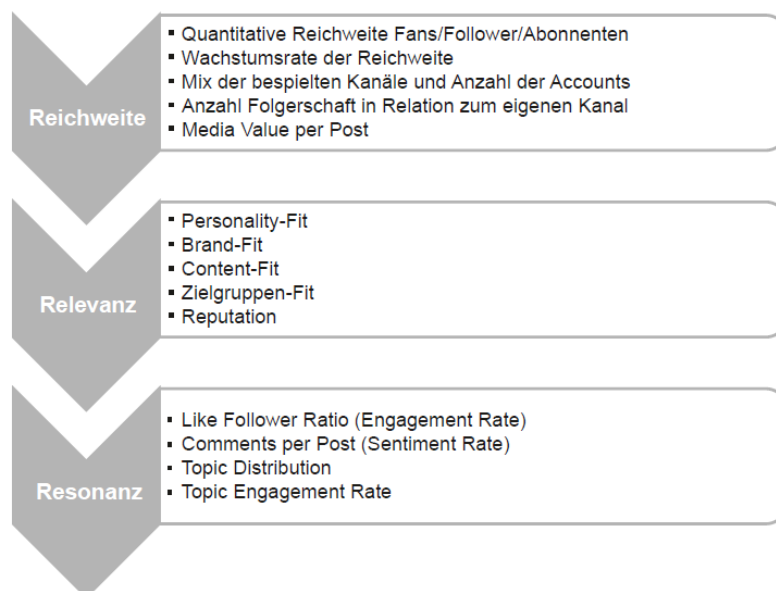 Reichweite
▪ Quantitative Reichweite Fans/Follower/Abonnenten
▪ Wachstumsrate der Reichweite
▪ Mix der bespielten Kanäle und Anzahl der Accounts
▪ Anzahl Folgerschaft in Relation zum eigenen Kanal
▪ Media Value per Post
Relevanz
▪ Personality-Fit
▪ Brand-Fit
▪ Content-Fit
▪ Zielgruppen-Fit
▪ Reputation
Resonanz
▪ Like Follower Ratio (Engagement Rate)
▪ Comments per Post (Sentiment Rate)
▪ Topic Distribution
▪ Topic Engagement Rate